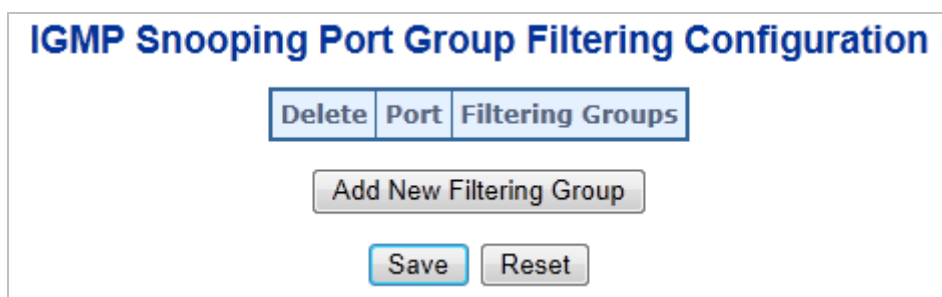 IGMP Snooping Port Group Filtering Configuration
Delete Port Filtering Groups
Add New Filtering Group
Save Reset